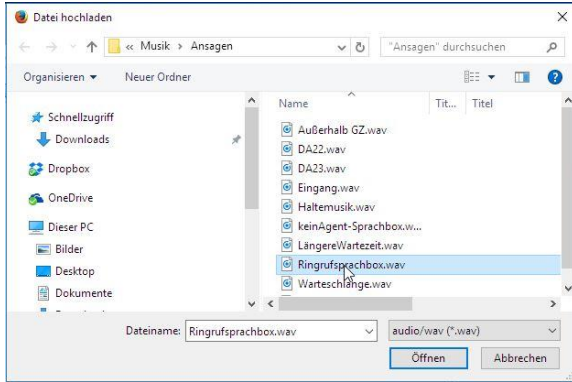 Datei hochladen
« Musik > Ansagen
"Ansagen" durchsuchen
Organisieren
Neuer Ordner
Name
Tit...
Titel
Schnellzugriff
Downloads
Dropbox
OneDrive
Dieser PC
Bilder
Desktop
Dokumente
Außerhalb GZ.wav
DA22.wav
DA23.wav
Eingang.wav
Haltemusik.wav
keinAgent-Sprachbox.w...
LängereWartezeit.wav
Ringrufsprachbox.wav
Warteschlange.wav
Dateiname:
Ringrufsprachbox.wav
audio/wav (*.wav)
Öffnen
Abbrechen